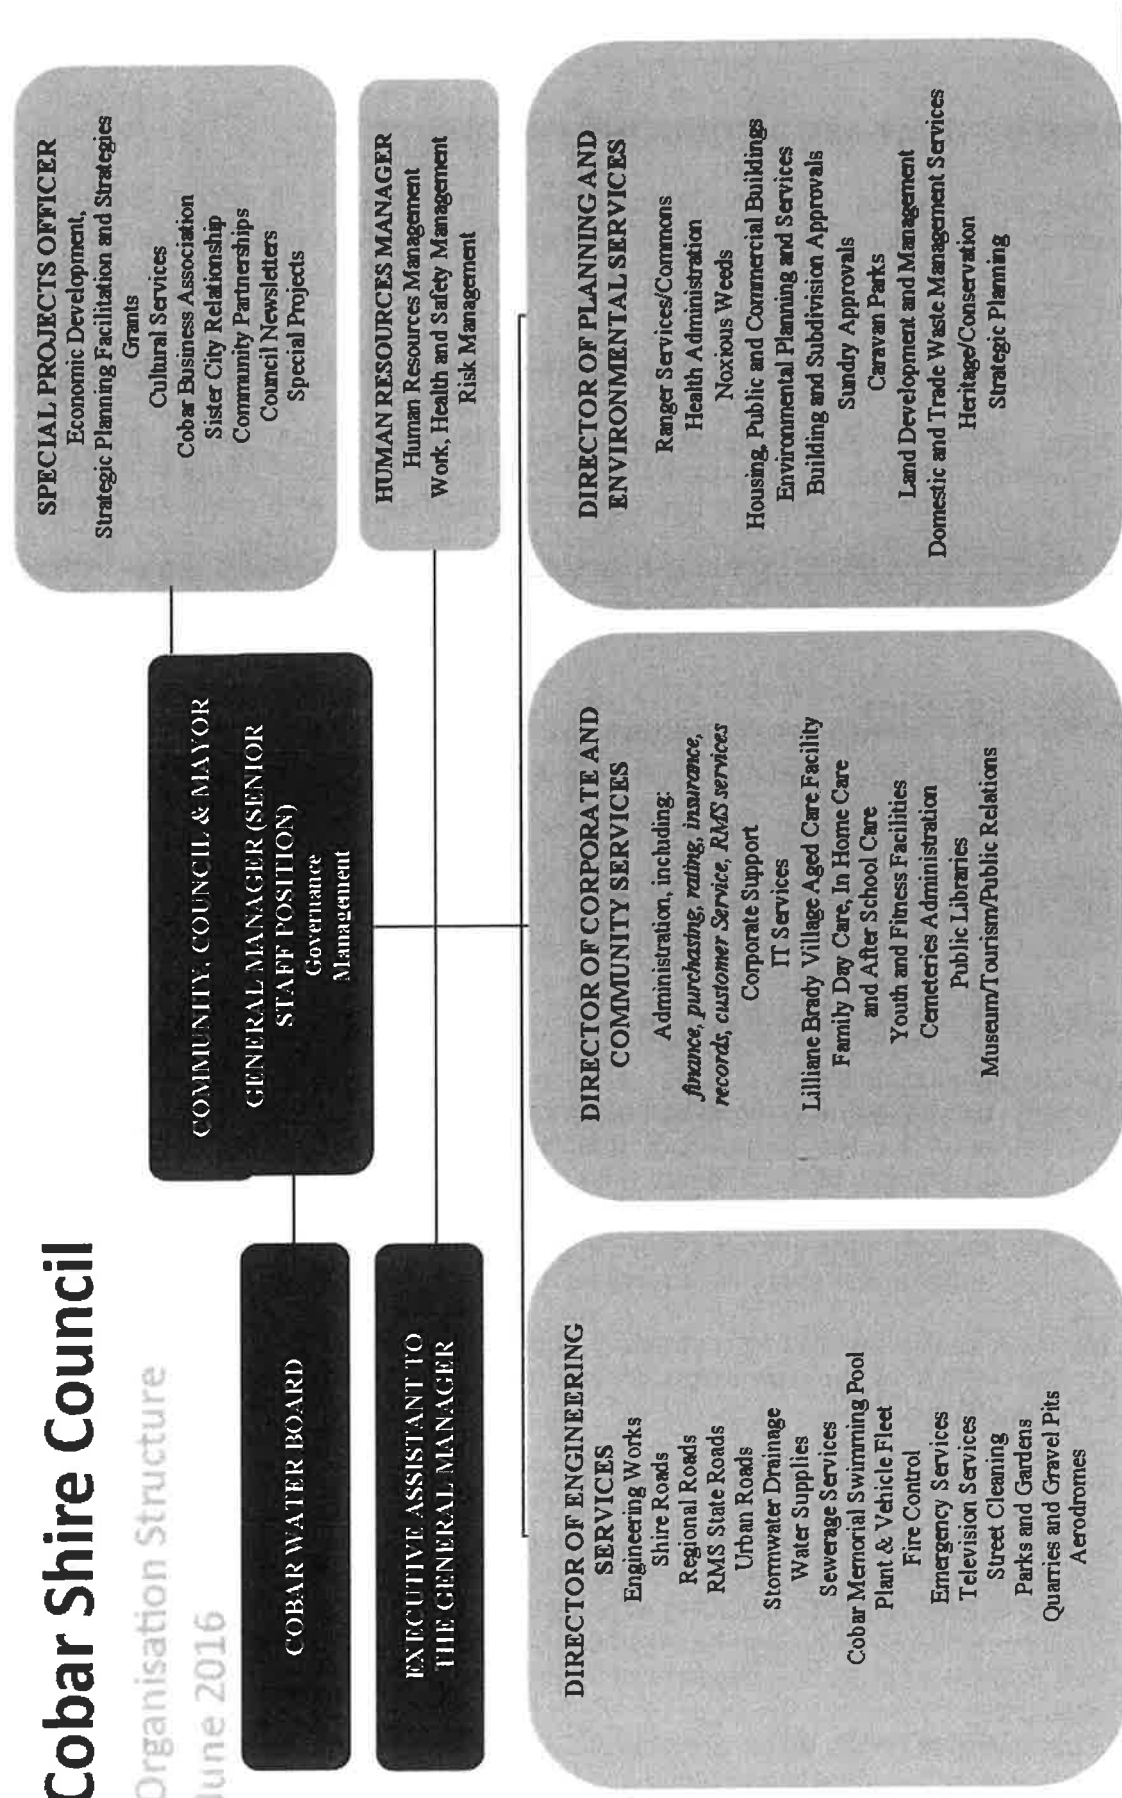 Cobar Shire Council
Organisation Structure
June 2016
COMMUNITY, COUNCIL & MAYOR
GENERAL MANAGER (SENIOR
STAFF POSITION)
Governance
Management
COBAR WATER BOARD
EXECUTIVE ASSISTANT TO
THE GENERAL MANAGER
SPECIAL PROJECTS OFFICER
Economic Development,
Strategic Planning Facilitation and Strategies
Grants
Cultural Services
Cobar Business Association
Sister City Relationship
Community Partnerships
Council Newsletters
Special Projects
HUMAN RESOURCES MANAGER
Human Resources Management
Work, Health and Safety Management
Risk Management
DIRECTOR OF ENGINEERING
SERVICES
Engineering Works
Shire Roads
Regional Roads
RMS State Roads
Urban Roads
Stormwater Drainage
Water Supplies
Sewerage Services
Cobar Memorial Swimming Pool
Plant & Vehicle Fleet
Fire Control
Emergency Services
Television Services
Street Cleaning
Parks and Gardens
Quarries and Gravel Pits
Aerodromes
DIRECTOR OF CORPORATE AND
COMMUNITY SERVICES
Administration, including:
finance, purchasing, rating, insurance,
records, customer Service, RMS services
Corporate Support
IT Services
Lilliane Brady Village Aged Care Facility
Family Day Care, In Home Care
and After School Care
Youth and Fitness Facilities
Cemeteries Administration
Public Libraries
Museum/Tourism/Public Relations
DIRECTOR OF PLANNING AND
ENVIRONMENTAL SERVICES
Ranger Services/Commons
Health Administration
Noxious Weeds
Housing, Public and Commercial Buildings
Environmental Planning and Services
Building and Subdivision Approvals
Sundry Approvals
Caravan Parks
Land Development and Management
Domestic and Trade Waste Management Services
Heritage/Conservation
Strategic Planning